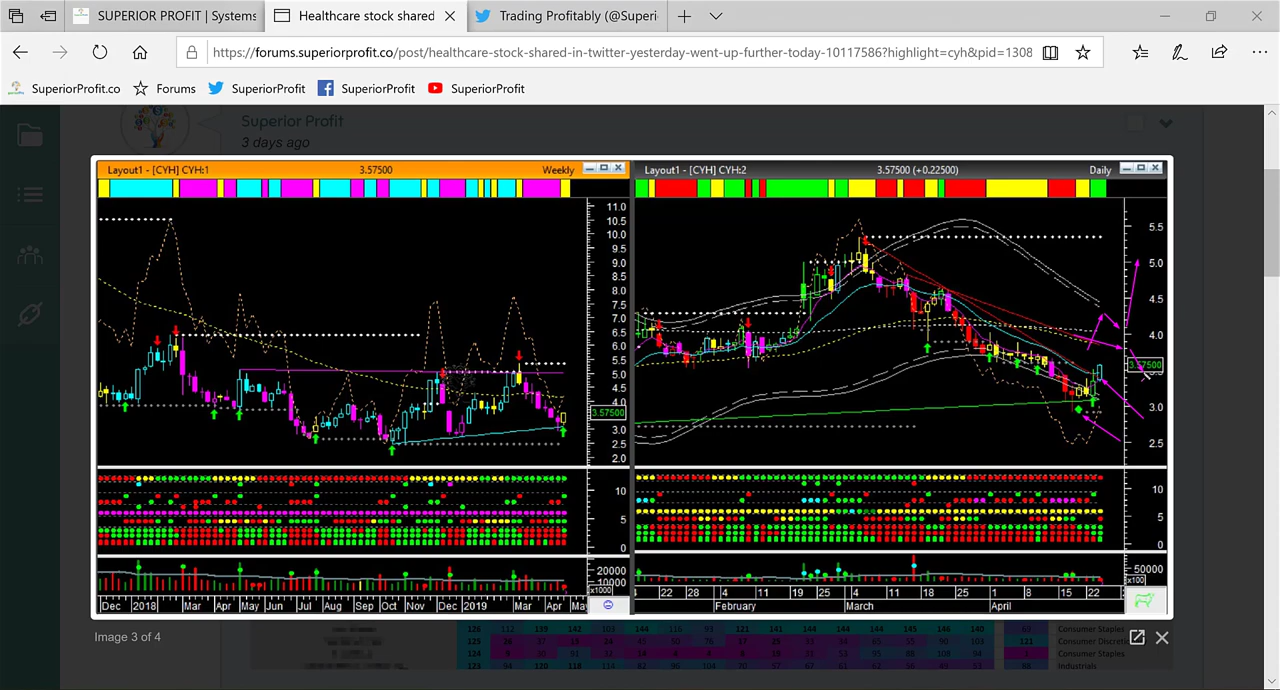 SUPERIOR PROFIT | Systems
Healthcare stock shared
Trading Profitably (@Superi
https://forums.superiorprofit.co/post/healthcare-stock-shared-in-twitter-yesterday-went-up-further-today-10117586?highlight=cyh&pid=1308
SuperiorProfit.co
Forums
SuperiorProfit
SuperiorProfit
SuperiorProfit
Superior Profit
3 days ago
Layout1 - [CYH] CYH:1 3.57500 Weekly
11.0
10.5
10.0
9.5
9.0
8.5
8.0
7.5
7.0
6.5
6.0
5.5
5.0
4.5
4.0
3.57500
3.0
2.5
2.0
10
5
0
20000
10000
x1000
Dec 2018 Mar Apr May Jun Jul Aug Sep Oct Nov Dec 2019 Mar Apr May
Layout1 - [CYH] CYH:2 3.57500 (+0.22500) Daily
5.5
5.0
4.5
4.0
3.57500
3.0
2.5
10
5
0
50000
x100
22 28 4 11 19 25 4 11 18 25 1 8 15 22
February March April
Image 3 of 4
Consumer Staples
Consumer Discreti
Consumer Staples
Industrials